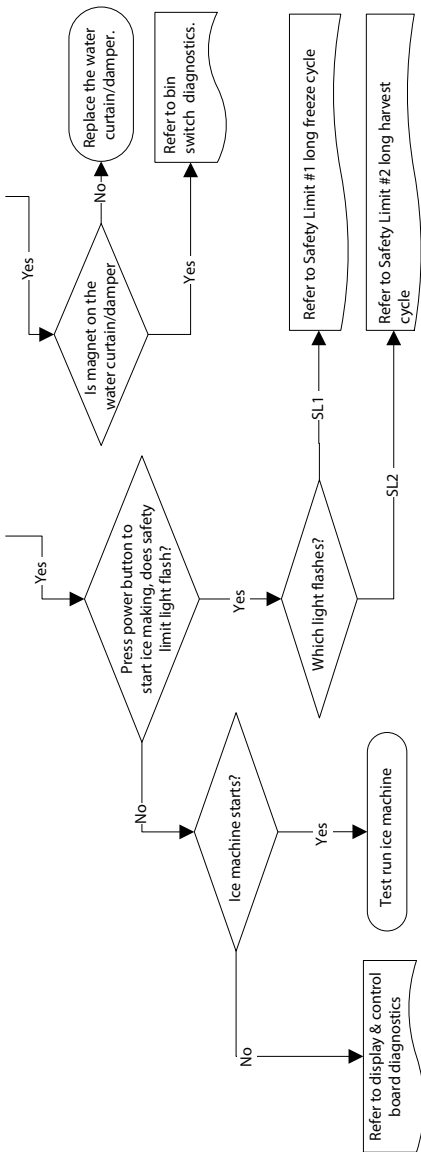 Yes
Is magnet on the
water curtain/damper
No
Replace the water
curtain/damper.
Yes
Refer to bin
switch diagnostics.
Yes
Press power button to
start ice making, does safety
limit light flash?
Yes
Which light flashes?
SL1
Refer to Safety Limit #1 long freeze cycle
SL2
Refer to Safety Limit #2 long harvest
cycle
No
Ice machine starts?
Yes
Test run ice machine
No
Refer to display & control
board diagnostics